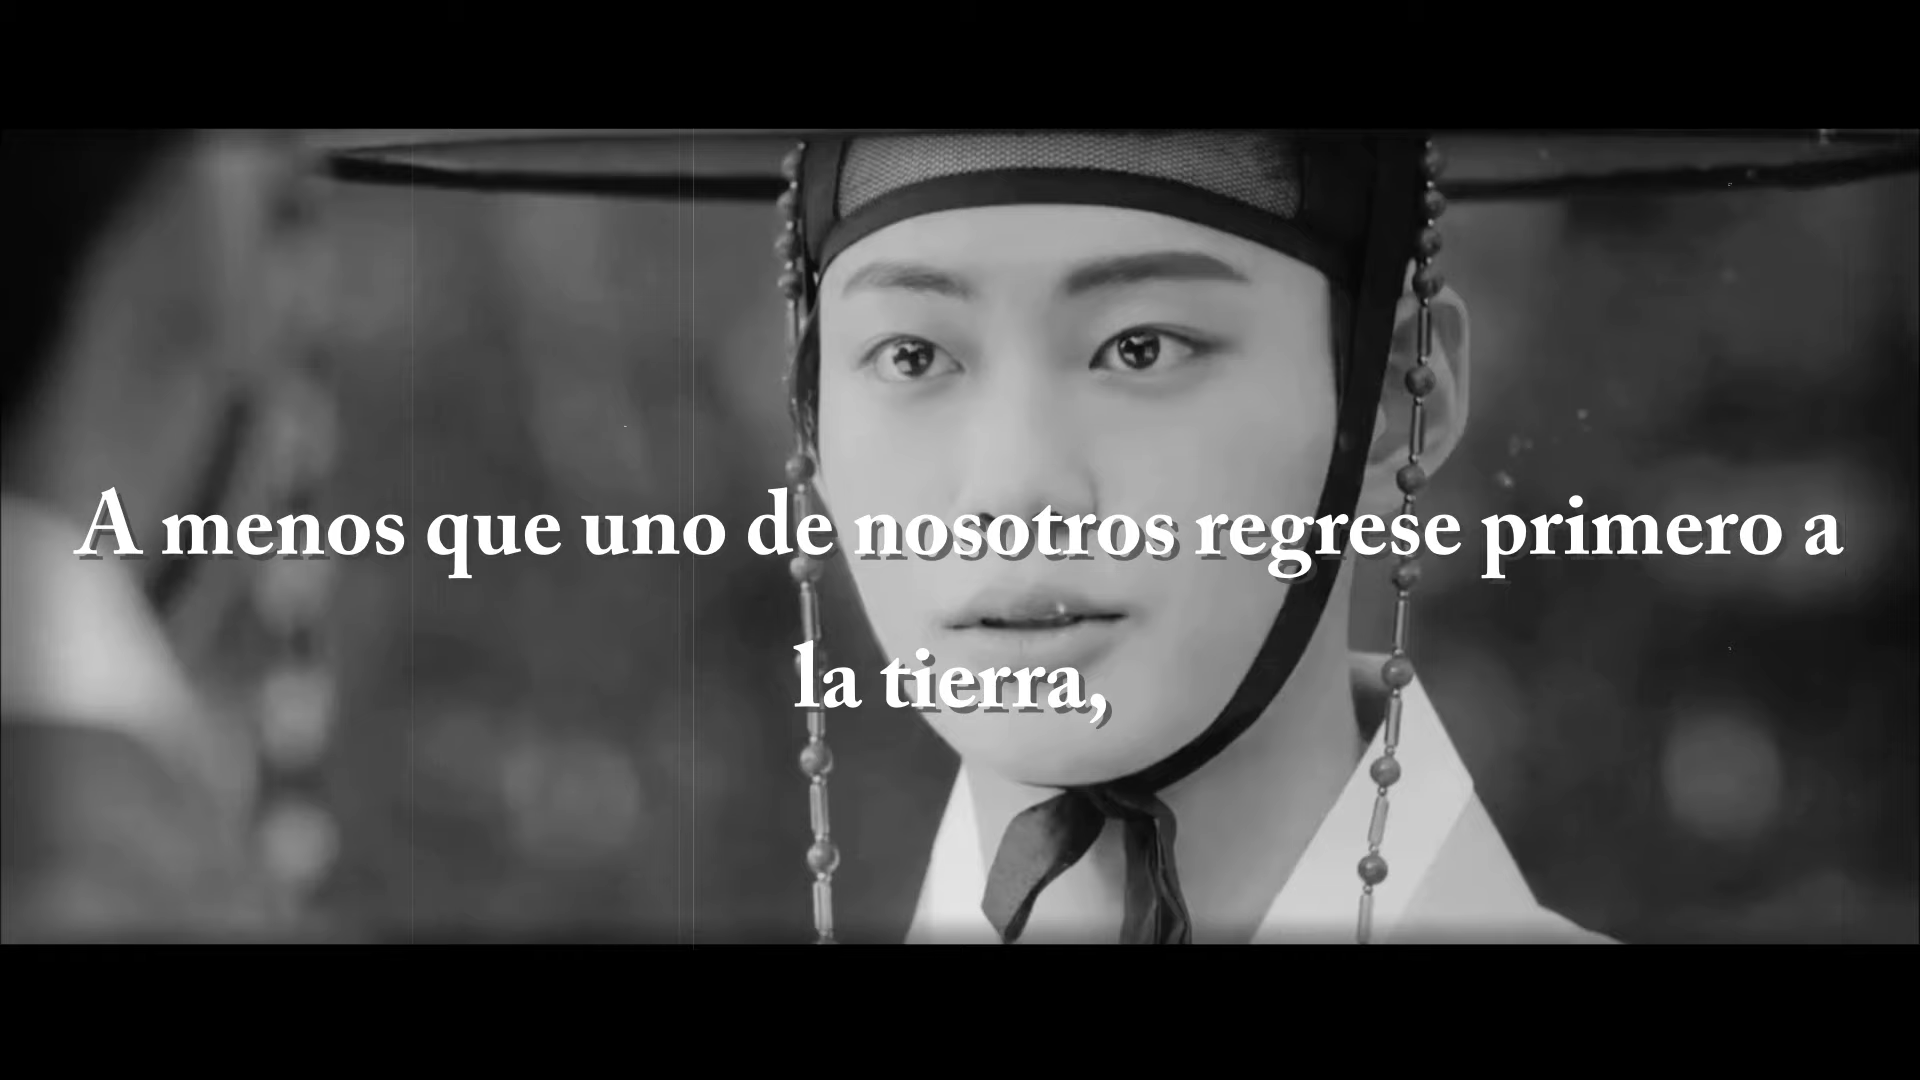 A menos que uno de nosotros regrese primero a
la tierra,